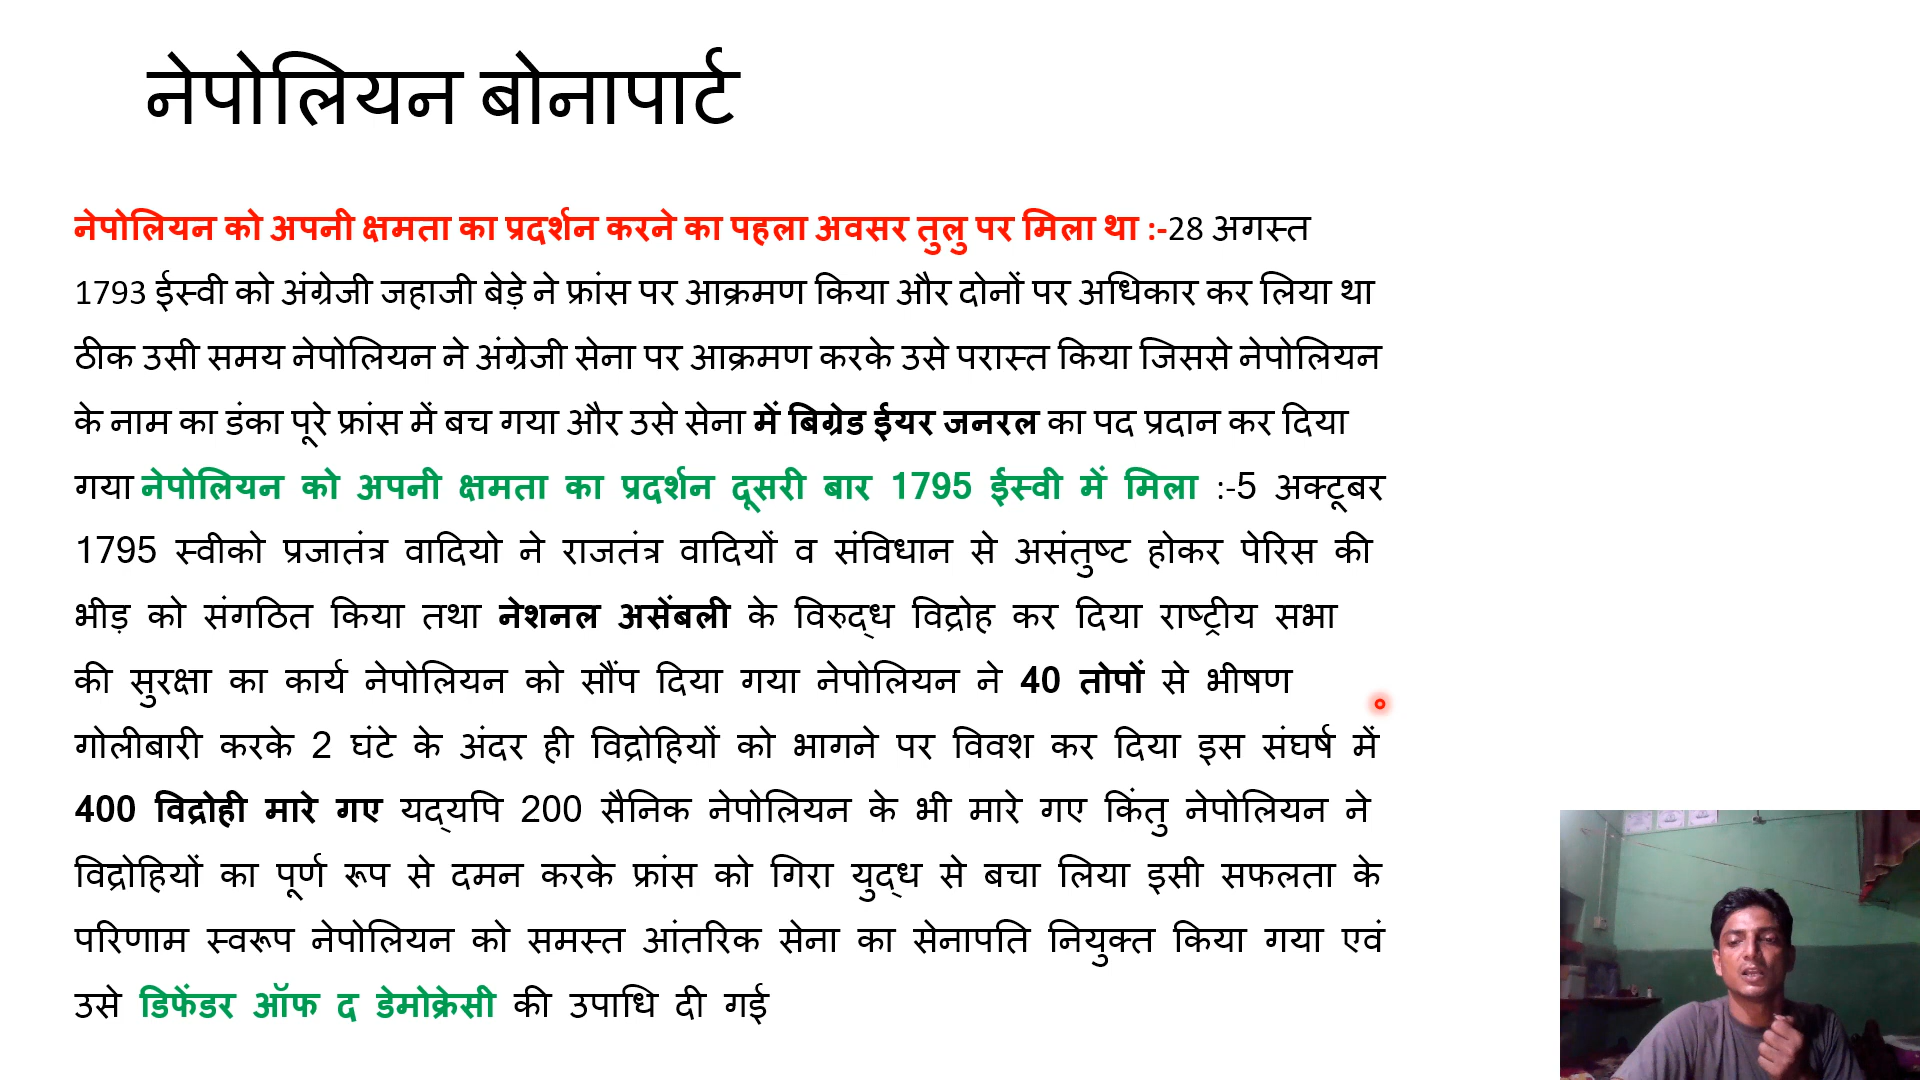 नेपोलियन बोनापार्ट
नेपोलियन को अपनी क्षमता का प्रदर्शन करने का पहला अवसर तुलु पर मिला था :-28 अगस्त
1793 ईस्वी को अंग्रेजी जहाजी बेड़े ने फ्रांस पर आक्रमण किया और दोनों पर अधिकार कर लिया था
ठीक उसी समय नेपोलियन ने अंग्रेजी सेना पर आक्रमण करके उसे परास्त किया जिससे नेपोलियन
के नाम का डंका पूरे फ्रांस में बच गया और उसे सेना में बिग्रेड ईयर जनरल का पद प्रदान कर दिया
गया नेपोलियन को अपनी क्षमता का प्रदर्शन दूसरी बार 1795 ईस्वी में मिला :-5 अक्टूबर
1795 स्वीको प्रजातंत्र वादियो ने राजतंत्र वादियों व संविधान से असंतुष्ट होकर पेरिस की
भीड़ को संगठित किया तथा नेशनल असेंबली के विरुद्ध विद्रोह कर दिया राष्ट्रीय सभा
की सुरक्षा का कार्य नेपोलियन को सौंप दिया गया नेपोलियन ने 40 तोपों से भीषण
गोलीबारी करके 2 घंटे के अंदर ही विद्रोहियों को भागने पर विवश कर दिया इस संघर्ष में
400 विद्रोही मारे गए यद्यपि 200 सैनिक नेपोलियन के भी मारे गए किंतु नेपोलियन ने
विद्रोहियों का पूर्ण रूप से दमन करके फ्रांस को गिरा युद्ध से बचा लिया इसी सफलता के
परिणाम स्वरूप नेपोलियन को समस्त आंतरिक सेना का सेनापति नियुक्त किया गया एवं
उसे डिफेंडर ऑफ द डेमोक्रेसी की उपाधि दी गई